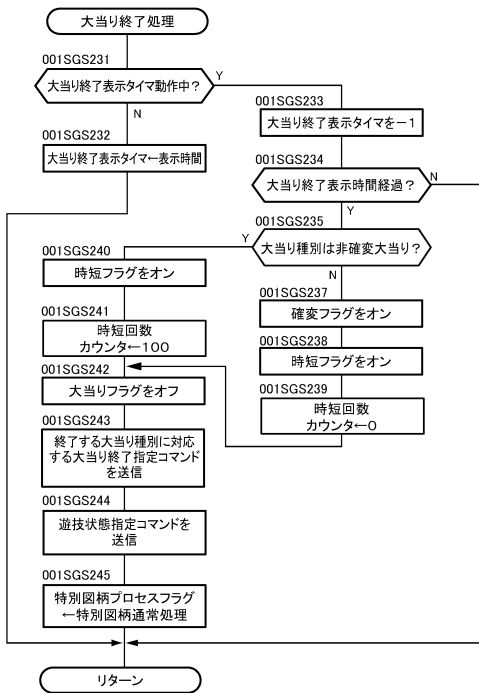 大当り終了処理
001SGS231
大当り終了表示タイマ動作中？
Y
N
001SGS232
大当り終了表示タイマ←表示時間
001SGS233
大当り終了表示タイマを－1
001SGS234
大当り終了表示時間経過？
N
Y
001SGS235
大当り種別は非確変大当り？
Y
N
001SGS237
確変フラグをオン
001SGS238
時短フラグをオン
001SGS239
時短回数
カウンタ←0
001SGS240
時短フラグをオン
001SGS241
時短回数
カウンタ←100
001SGS242
大当りフラグをオフ
001SGS243
終了する大当り種別に対応
する大当り終了指定コマンド
を送信
001SGS244
遊技状態指定コマンドを
送信
001SGS245
特別図柄プロセスフラグ
←特別図柄通常処理
リターン